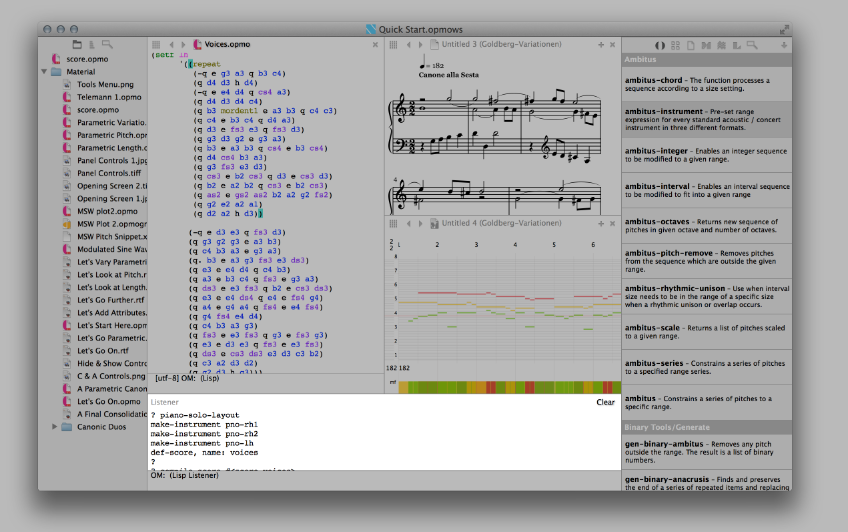 Quick Start.opmows
score.opmo
Material
Tools Menu.png
Telemann 1.opmo
score.opmo
Parametric Variatio.
Parametric Pitch.opr
Parametric Length.c
Panel Controls 1.jpg
Panel Controls.tiff
Opening Screen 2.ti
Opening Screen 1.jp
MSW plot2.opmo
MSW Plot 2.opmogr
MSW Pitch Snippet.x
Modulated Sine Wav
Let's Vary Parametri
Let's Look at Pitch.r
Let's Look at Length.
Let's Go Further.rtf
Let's Add Attributes.
Let's Start Here.opm
Let's Go Parametric.
Let's Go On.rtf
Hide & Show Contro
C & A Controls.png
A Parametric Canon
Let's Go On.opmo
A Final Consolidatio
Canonic Duos
Voices.opmo
(setf in
'((repeat
(-q e g3 a3 q b3 c4)
(q d4 d3 h d4)
(-q e e4 d4 q cs4 a3)
(q d4 d3 d4 c4)
(q b3 mordent1 e a3 b3 q c4 c3)
(q c4 e b3 c4 q d4 a3)
(q d3 e fs3 e3 q fs3 d3)
(q g3 d3 g2 e g3 a3)
(q b3 e a3 b3 q cs4 e b3 cs4)
(q d4 cs4 b3 a3)
(q g3 fs3 e3 d3)
(q cs3 e b2 cs3 q d3 e cs3 d3)
(q b2 e a2 b2 q cs3 e b2 cs3)
(q as2 e gs2 as2 b2 a2 g2 fs2)
(q g2 e2 a2 a1)
(q d2 a2 h d3))
(-q e d3 e3 q fs3 d3)
(q g3 g2 g3 e a3 b3)
(q c4 b3 a3 e g3 a3)
(q. b3 e a3 g3 fs3 e3 ds3)
(q e3 e e4 d4 q c4 b3)
(q a3 e b3 c4 q fs3 e g3 a3)
(q ds3 e e3 fs3 q b2 e cs3 ds3)
(q e3 e e4 ds4 q e4 e fs4 g4)
(q a4 e g4 a4 q fs4 e e4 fs4)
(q g4 fs4 e4 d4)
(q c4 b3 a3 g3)
(q fs3 e e3 fs3 q g3 e fs3 g3)
(q e3 e d3 e3 q fs3 e e3 fs3)
(q ds3 e cs3 ds3 e3 d3 c3 b2)
(q c3 a2 d3 d2)
[utf-8] OM: (Lisp)
Untitled 3 (Goldberg-Variationen)
= 182
Canone alla Sesta
4
Untitled 4 (Goldberg-Variationen)
2 1 2 3 4 5 6
2
8
7
6
5
4
3
2
1
182 182
mf
Ambitus
ambitus-chord – The function processes a
sequence according to a size setting.
ambitus-instrument – Pre-set range
expression for every standard acoustic / concert
instrument in three different formats.
ambitus-integer – Enables an integer sequence
to be modified to a given range.
ambitus-interval – Enables an interval sequence
to be modified to fit into a given range
ambitus-octaves – Returns new sequence of
pitches in given octave and number of octaves.
ambitus-pitch-remove – Removes pitches
from the sequence which are outside the given
range.
ambitus-rhythmic-unison – Use when interval
size needs to be in the range of a specific size
when a rhythmic unison or overlap occurs.
ambitus-scale – Returns a list of pitches scaled
to a given range.
ambitus-series – Constrains a series of pitches
to a specified range series.
ambitus – Constrains a series of pitches to a
specific range.
Binary Tools/Generate
gen-binary-ambitus – Removes any pitch
outside the range. The result is a list of binary
numbers.
gen-binary-anacrusis – Finds and preserves
the end of a series of repeated items and replacing
Listener
Clear
? piano-solo-layout
make-instrument pno-rh1
make-instrument pno-rh2
make-instrument pno-lh
def-score, name: voices
?
OM: (Lisp Listener)